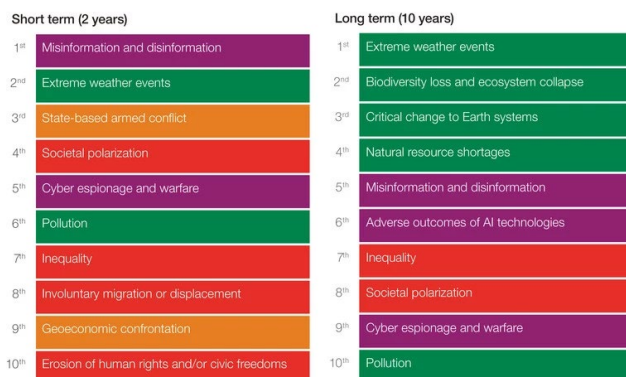 Short term (2 years)
1st Misinformation and disinformation
2nd Extreme weather events
3rd State-based armed conflict
4th Societal polarization
5th Cyber espionage and warfare
6th Pollution
7th Inequality
8th Involuntary migration or displacement
9th Geoeconomic confrontation
10th Erosion of human rights and/or civic freedoms
Long term (10 years)
1st Extreme weather events
2nd Biodiversity loss and ecosystem collapse
3rd Critical change to Earth systems
4th Natural resource shortages
5th Misinformation and disinformation
6th Adverse outcomes of AI technologies
7th Inequality
8th Societal polarization
9th Cyber espionage and warfare
10th Pollution